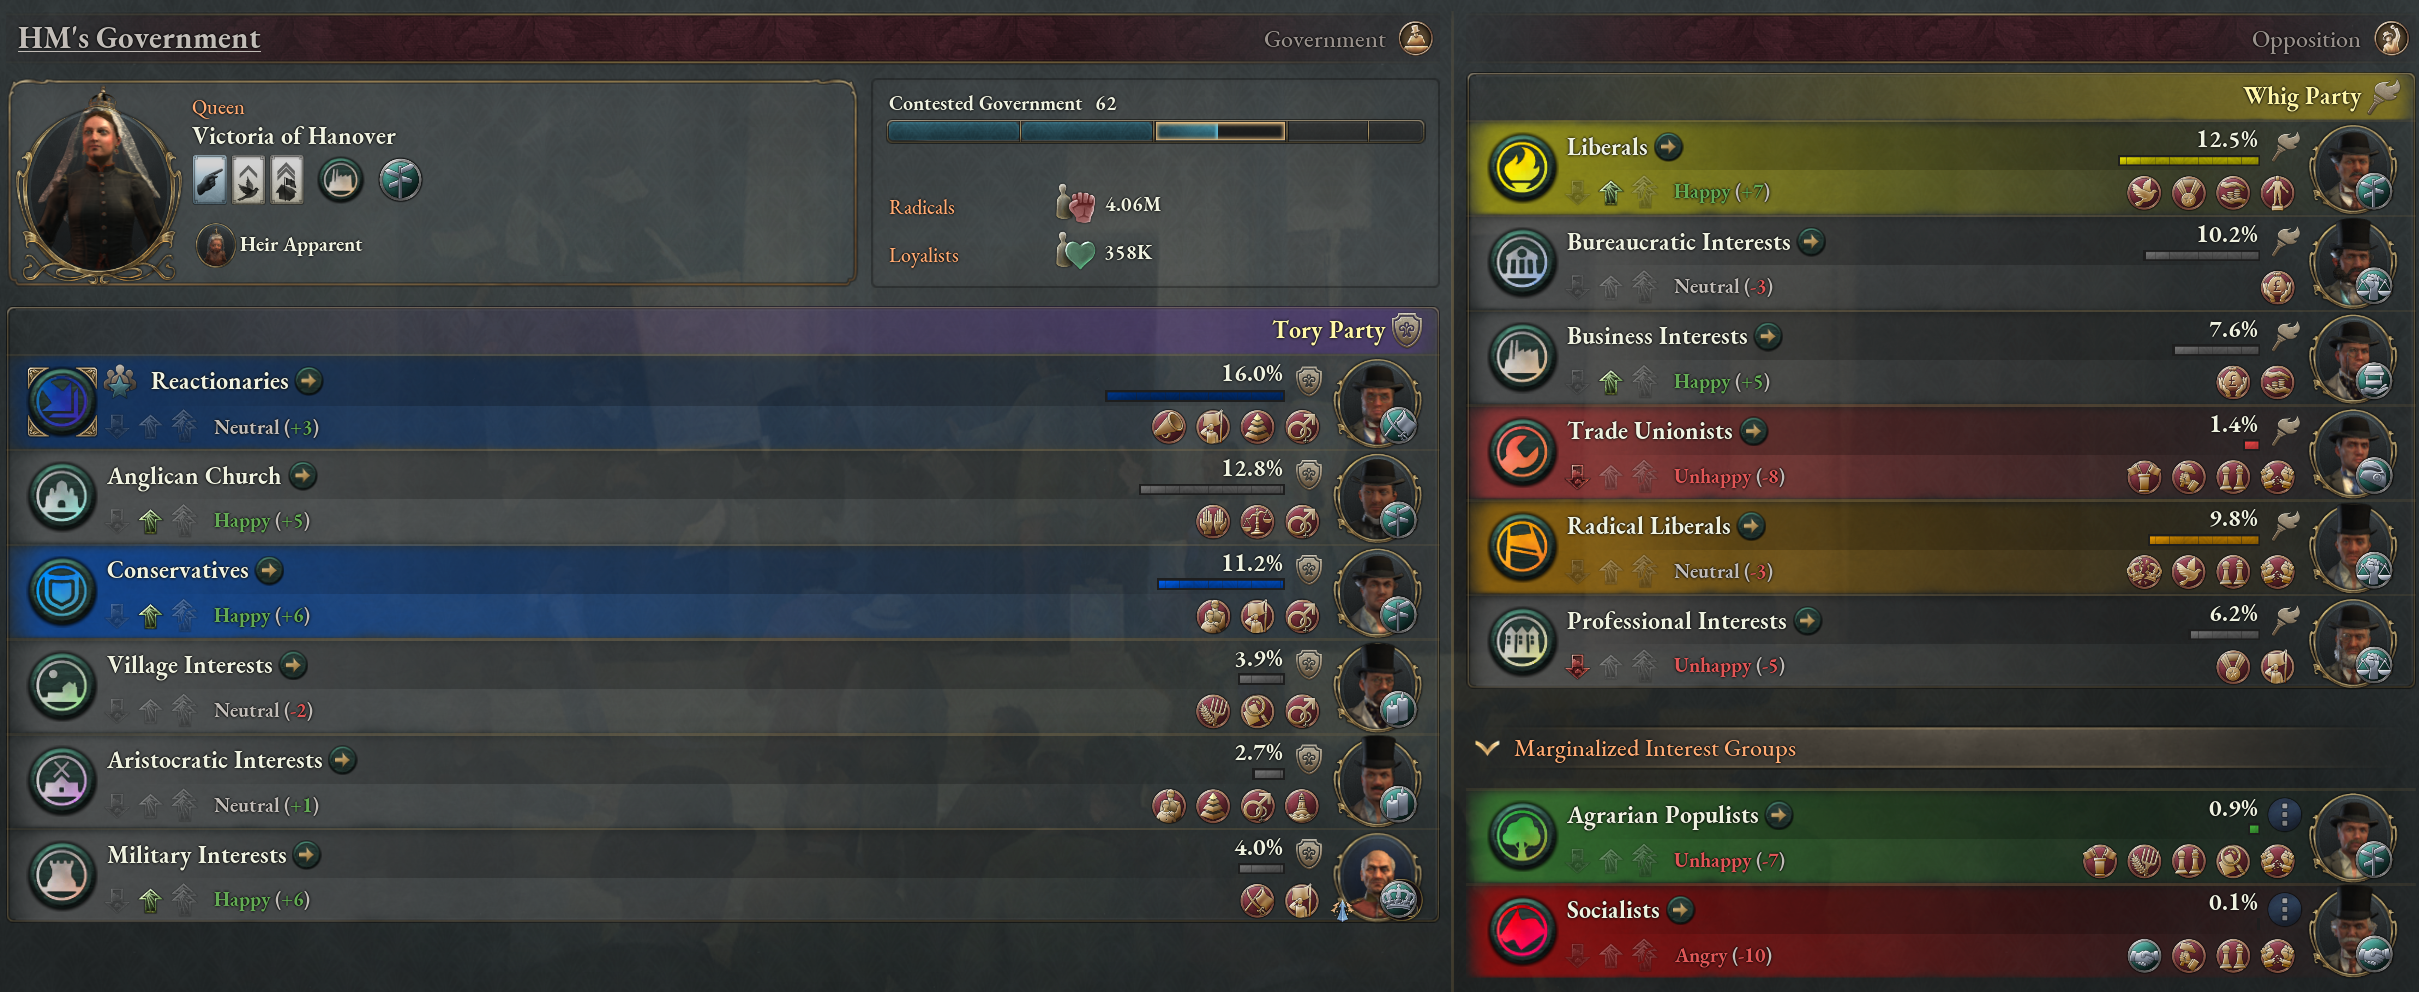 HM's Government
Government
Queen
Victoria of Hanover
Heir Apparent
Contested Government 62
Radicals 4.06M
Loyalists 358K
Tory Party
Reactionaries 16.0%
Neutral (+3)
Anglican Church 12.8%
Happy (+5)
Conservatives 11.2%
Happy (+6)
Village Interests 3.9%
Neutral (-2)
Aristocratic Interests 2.7%
Neutral (+1)
Military Interests 4.0%
Happy (+6)
Opposition
Whig Party
Liberals 12.5%
Happy (+7)
Bureaucratic Interests 10.2%
Neutral (-3)
Business Interests 7.6%
Happy (+5)
Trade Unionists 1.4%
Unhappy (-8)
Radical Liberals 9.8%
Neutral (-3)
Professional Interests 6.2%
Unhappy (-5)
Marginalized Interest Groups
Agrarian Populists 0.9%
Unhappy (-7)
Socialists 0.1%
Angry (-10)